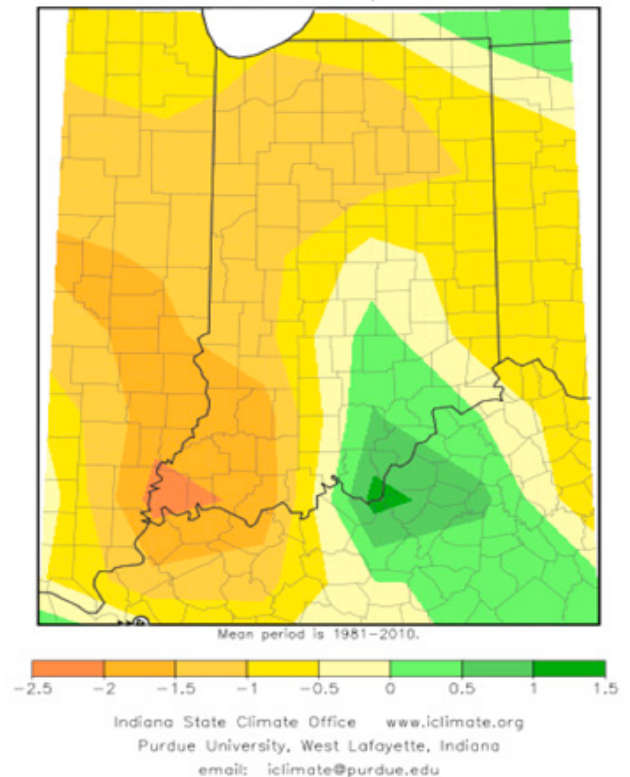 Mean period is 1981-2010.
-2.5 -2 -1.5 -1 -0.5 0 0.5 1 1.5
Indiana State Climate Office www.iclimate.org
Purdue University, West Lafayette, Indiana
email: iclimate@purdue.edu